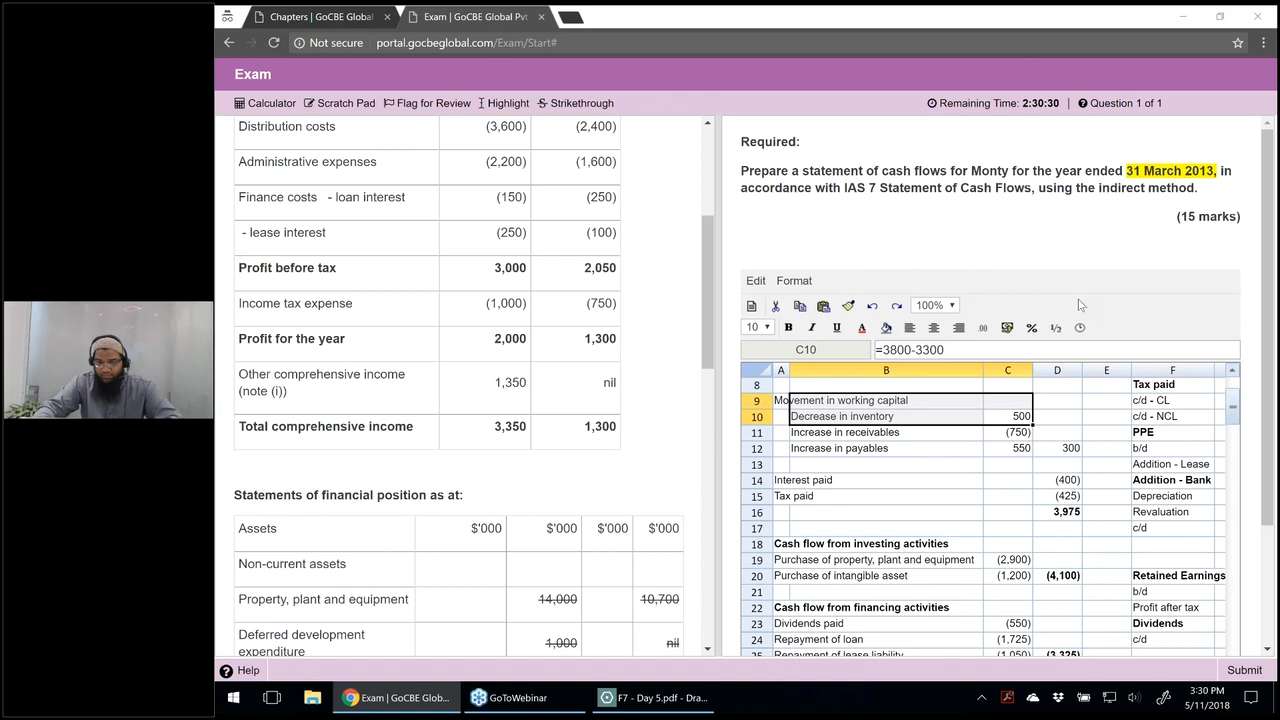 Chapters | GoCBE Global
Exam | GoCBE Global Pvt
Not secure portal.gocbeglobal.com/Exam/Start#
Exam
Calculator Scratch Pad Flag for Review Highlight Strikethrough
Remaining Time: 2:30:30 Question 1 of 1
Distribution costs (3,600) (2,400)
Administrative expenses (2,200) (1,600)
Finance costs - loan interest (150) (250)
- lease interest (250) (100)
Profit before tax 3,000 2,050
Income tax expense (1,000) (750)
Profit for the year 2,000 1,300
Other comprehensive income
(note (i)) 1,350 nil
Total comprehensive income 3,350 1,300
Statements of financial position as at:
Assets $'000 $'000 $'000 $'000
Non-current assets
Property, plant and equipment 14,000 10,700
Deferred development
expenditure 1,000 nil
Required:
Prepare a statement of cash flows for Monty for the year ended 31 March 2013, in
accordance with IAS 7 Statement of Cash Flows, using the indirect method.
(15 marks)
Edit Format
100%
10 B I U A .00 % 1/2
C10 =3800-3300
A B C D E F
8 Tax paid
9 Movement in working capital c/d - CL
10 Decrease in inventory 500 c/d - NCL
11 Increase in receivables (750) PPE
12 Increase in payables 550 300 b/d
13 Addition - Lease
14 Interest paid (400) Addition - Bank
15 Tax paid (425) Depreciation
16 3,975 Revaluation
17 c/d
18 Cash flow from investing activities
19 Purchase of property, plant and equipment (2,900)
20 Purchase of intangible asset (1,200) (4,100) Retained Earnings
21 b/d
22 Cash flow from financing activities Profit after tax
23 Dividends paid (550) Dividends
24 Repayment of loan (1,725) c/d
25 Repayment of lease liability (1,050) (3,325)
Help Submit
Exam | GoCBE Glob...
GoToWebinar
F7 - Day 5.pdf - Dra...
3:30 PM
5/11/2018